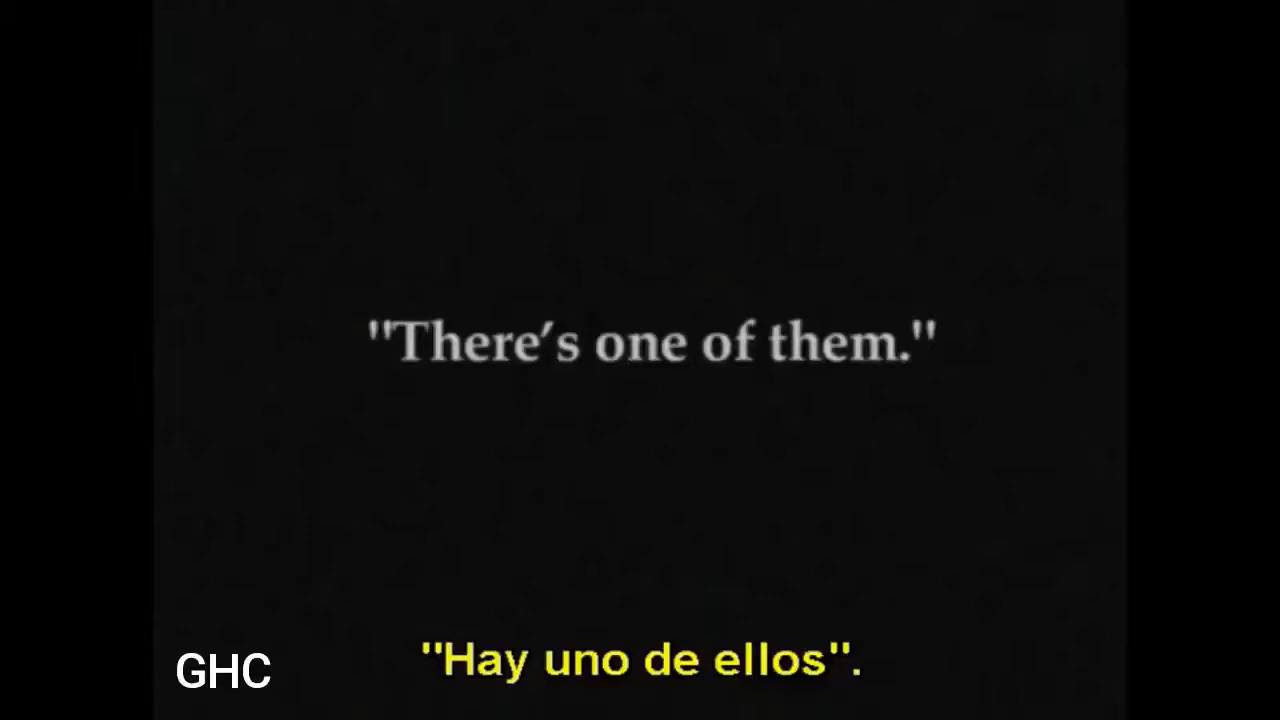 "There's one of them."
"Hay uno de ellos".
GHC